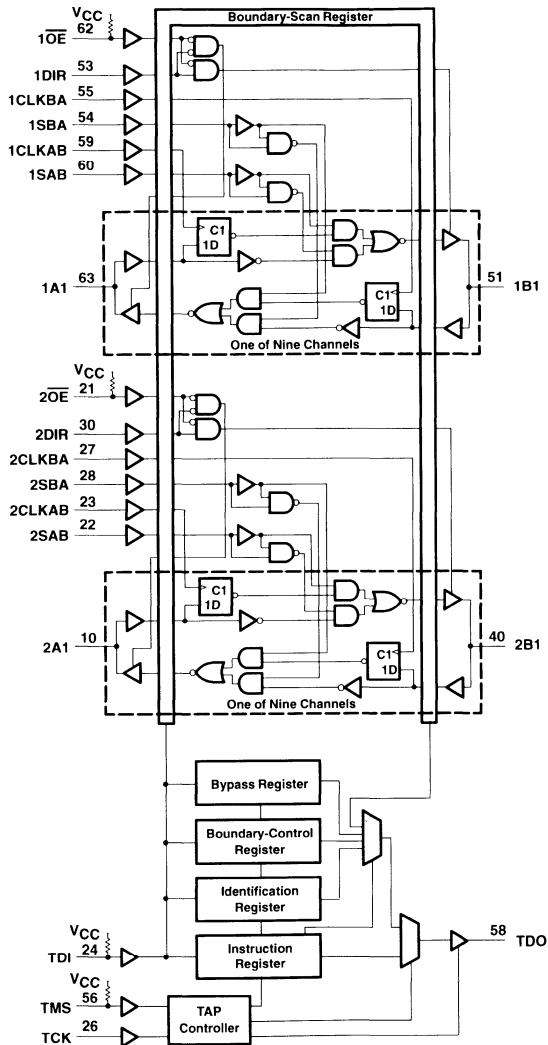 Boundary-Scan Register
VCC
62
1OE
53
1DIR
55
1CLKBA
54
1SBA
59
1CLKAB
60
1SAB
C1
1D
63
1A1
51
1B1
C1
1D
One of Nine Channels
VCC
21
2OE
30
2DIR
27
2CLKBA
28
2SBA
23
2CLKAB
22
2SAB
C1
1D
10
2A1
40
2B1
C1
1D
One of Nine Channels
Bypass Register
Boundary-Control
Register
Identification
Register
VCC
24
TDI
Instruction
Register
58
TDO
VCC
56
TMS
TAP
Controller
26
TCK